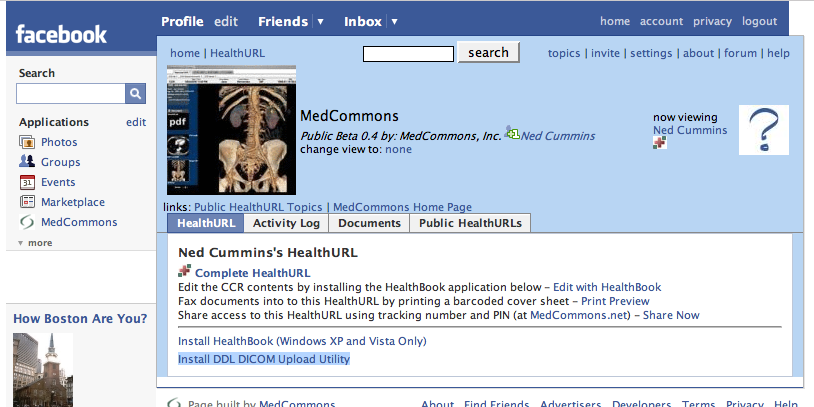 facebook
Profile edit Friends ▼ Inbox ▼ home account privacy logout
Search
Applications edit
Photos
Groups
Events
Marketplace
MedCommons
▼ more
How Boston Are You?
home | HealthURL search topics | invite | settings | about | forum | help
pdf
MedCommons
Public Beta 0.4 by: MedCommons, Inc. Ned Cummins
change view to: none
now viewing
Ned Cummins
?
links: Public HealthURL Topics | MedCommons Home Page
HealthURL Activity Log Documents Public HealthURLs
Ned Cummins's HealthURL
Complete HealthURL
Edit the CCR contents by installing the HealthBook application below – Edit with HealthBook
Fax documents into to this HealthURL by printing a barcoded cover sheet – Print Preview
Share access to this HealthURL using tracking number and PIN (at MedCommons.net) – Share Now
Install HealthBook (Windows XP and Vista Only)
Install DDL DICOM Upload Utility
Page built by MedCommons About Find Friends Advertisers Developers Terms Privacy Help